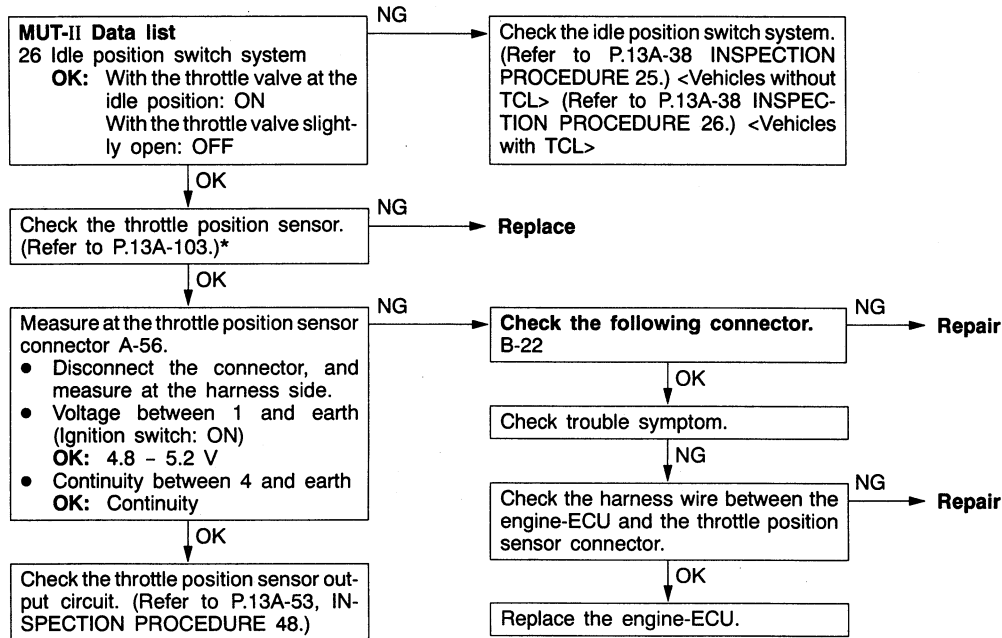 MUT-II Data list
26 Idle position switch system
OK: With the throttle valve at the
idle position: ON
With the throttle valve slight-
ly open: OFF
NG
Check the idle position switch system.
(Refer to P.13A-38 INSPECTION
PROCEDURE 25.) <Vehicles without
TCL> (Refer to P.13A-38 INSPEC-
TION PROCEDURE 26.) <Vehicles
with TCL>
OK
Check the throttle position sensor.
(Refer to P.13A-103.)*
NG
Replace
OK
Measure at the throttle position sensor
connector A-56.
● Disconnect the connector, and
measure at the harness side.
● Voltage between 1 and earth
(Ignition switch: ON)
OK: 4.8 – 5.2 V
● Continuity between 4 and earth
OK: Continuity
NG
Check the following connector.
B-22
NG
Repair
OK
Check trouble symptom.
NG
Check the harness wire between the
engine-ECU and the throttle position
sensor connector.
NG
Repair
OK
Replace the engine-ECU.
OK
Check the throttle position sensor out-
put circuit. (Refer to P.13A-53, IN-
SPECTION PROCEDURE 48.)